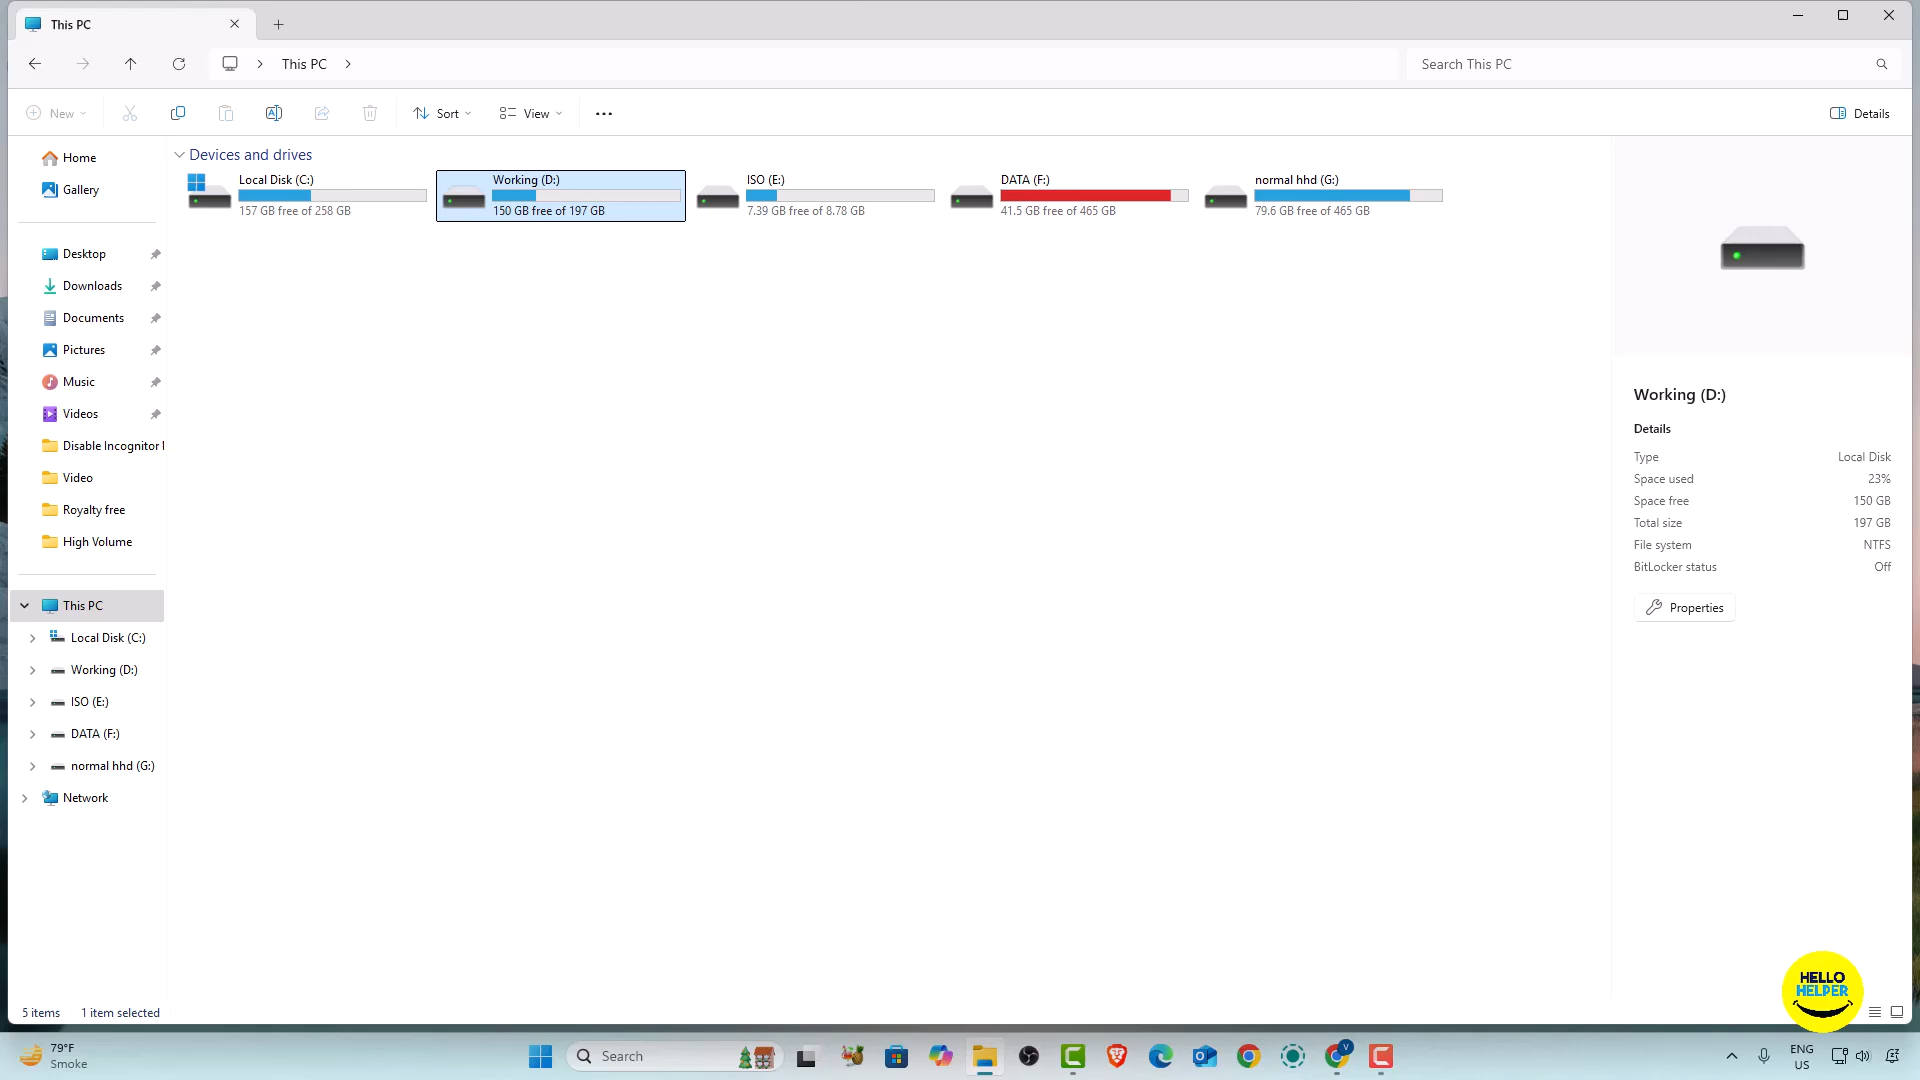 This PC
This PC
Search This PC
New
Sort
View
Details
Home
Gallery
Desktop
Downloads
Documents
Pictures
Music
Videos
Disable Incognitor
Video
Royalty free
High Volume
This PC
Local Disk (C:)
Working (D:)
ISO (E:)
DATA (F:)
normal hhd (G:)
Network
Devices and drives
Local Disk (C:)
157 GB free of 258 GB
Working (D:)
150 GB free of 197 GB
ISO (E:)
7.39 GB free of 8.78 GB
DATA (F:)
41.5 GB free of 465 GB
normal hhd (G:)
79.6 GB free of 465 GB
Working (D:)
Details
Type Local Disk
Space used 23%
Space free 150 GB
Total size 197 GB
File system NTFS
BitLocker status Off
Properties
HELLO
HELPER
5 items 1 item selected
79°F
Smoke
Search
V
ENG
US